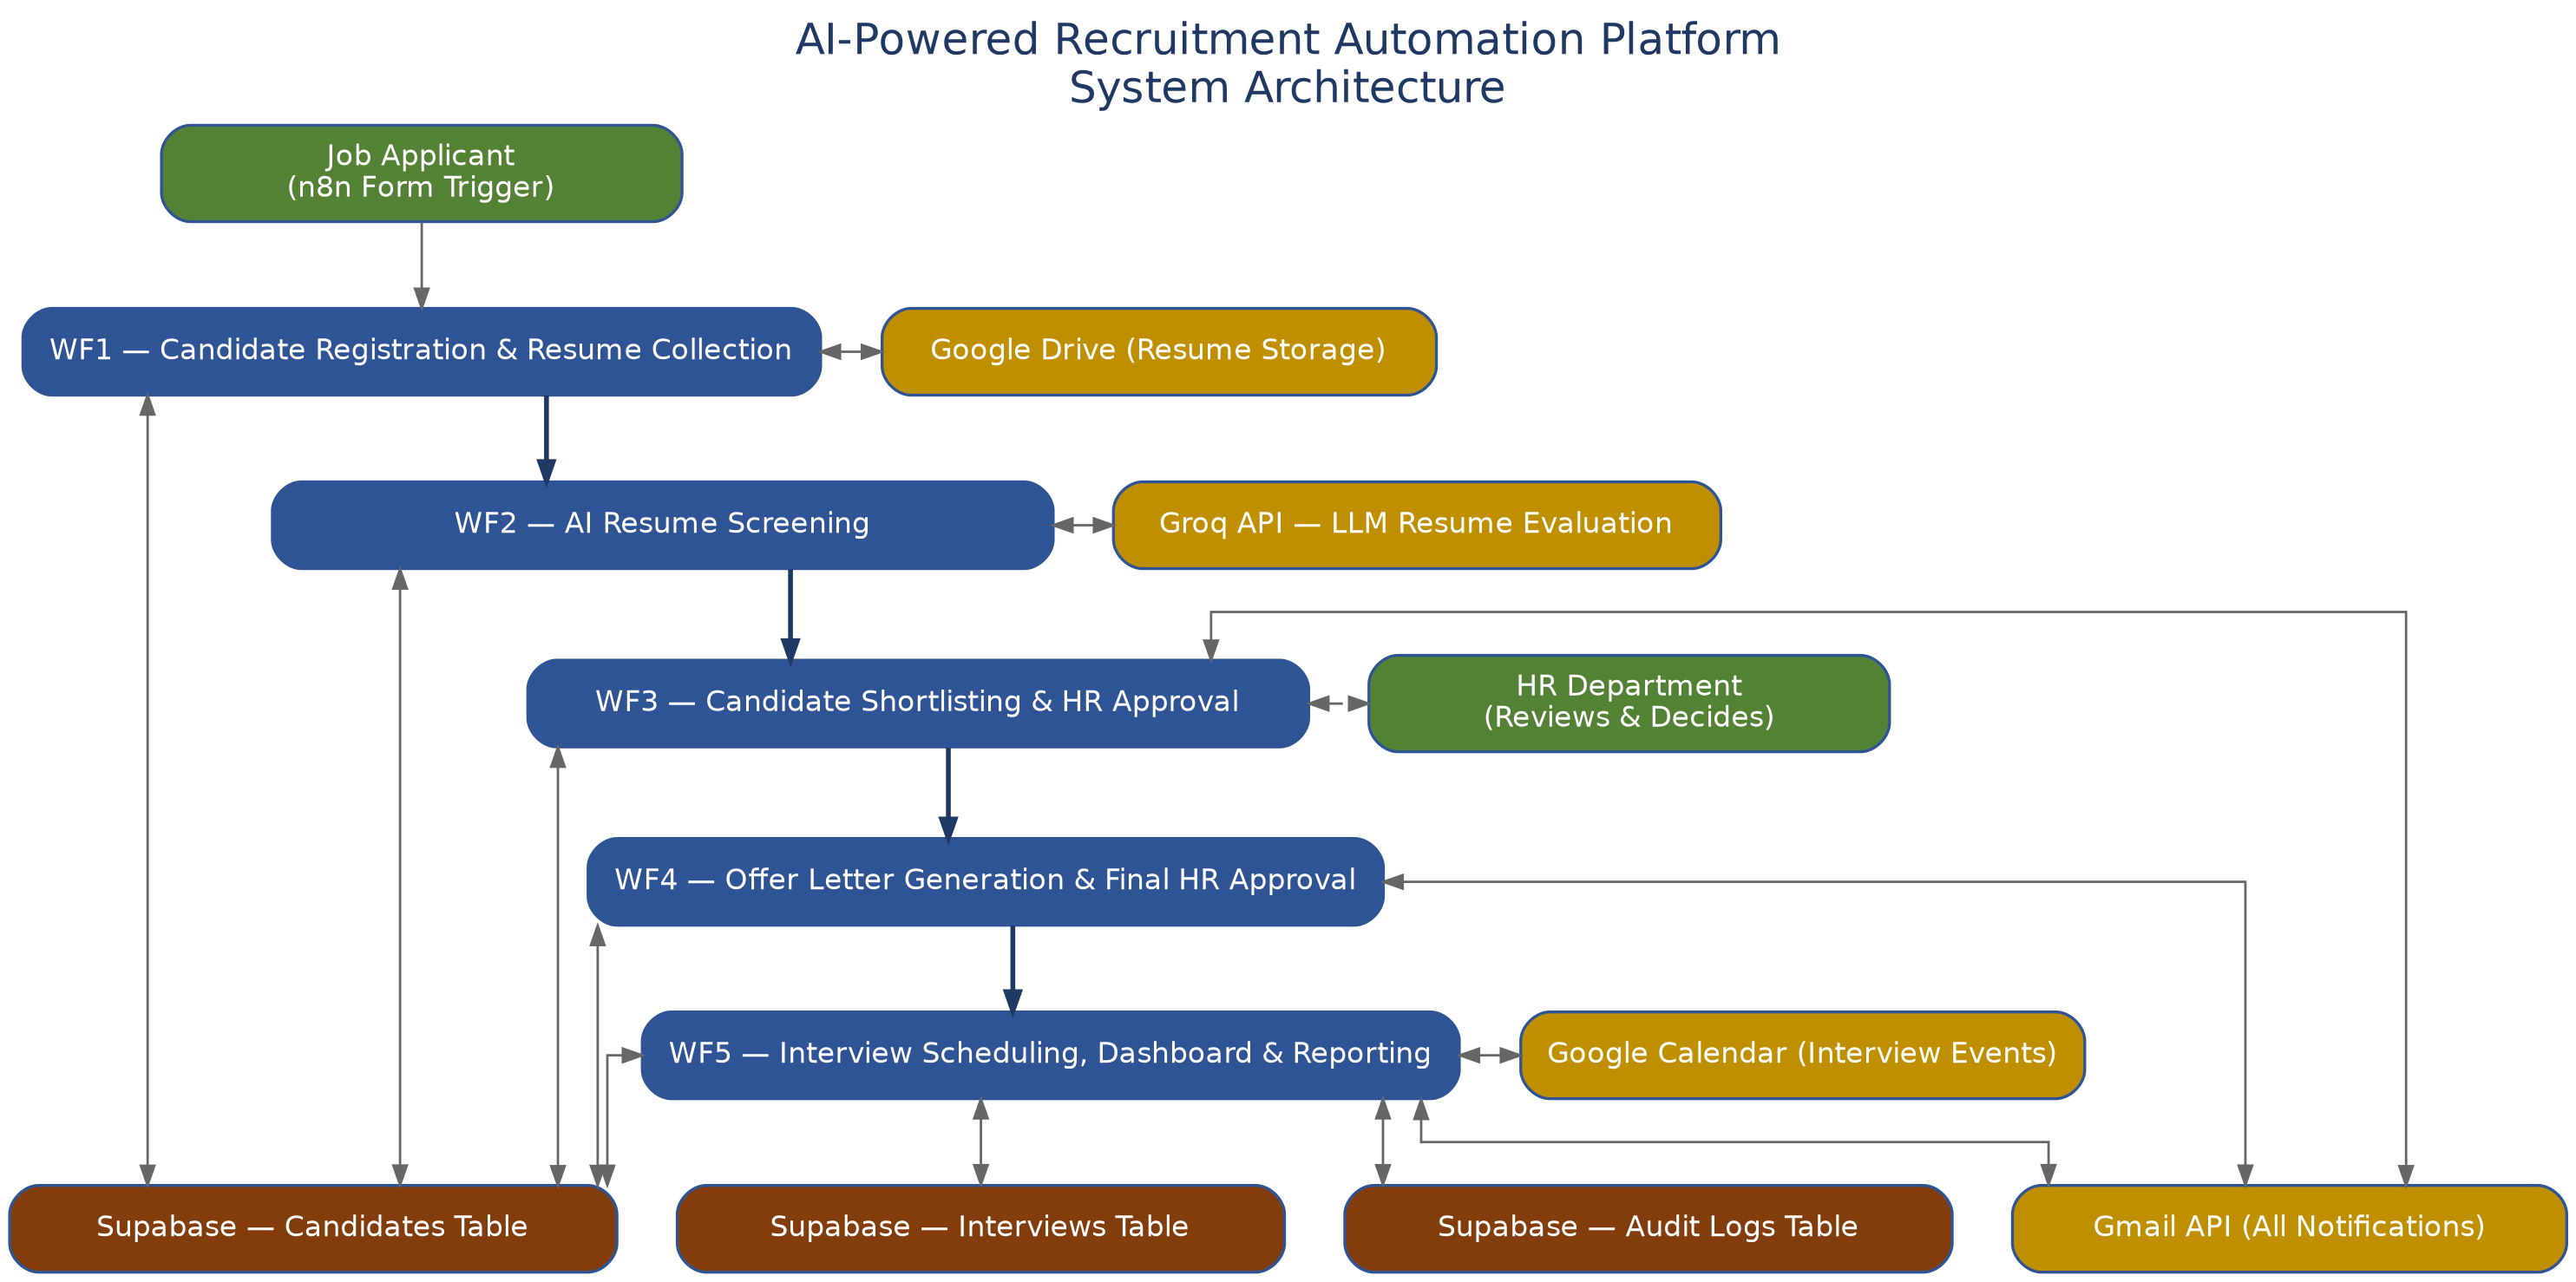 AI-Powered Recruitment Automation Platform
System Architecture
Job Applicant
(n8n Form Trigger)
WF1 — Candidate Registration & Resume Collection
Google Drive (Resume Storage)
WF2 — AI Resume Screening
Groq API — LLM Resume Evaluation
WF3 — Candidate Shortlisting & HR Approval
HR Department
(Reviews & Decides)
WF4 — Offer Letter Generation & Final HR Approval
WF5 — Interview Scheduling, Dashboard & Reporting
Google Calendar (Interview Events)
Supabase — Candidates Table
Supabase — Interviews Table
Supabase — Audit Logs Table
Gmail API (All Notifications)